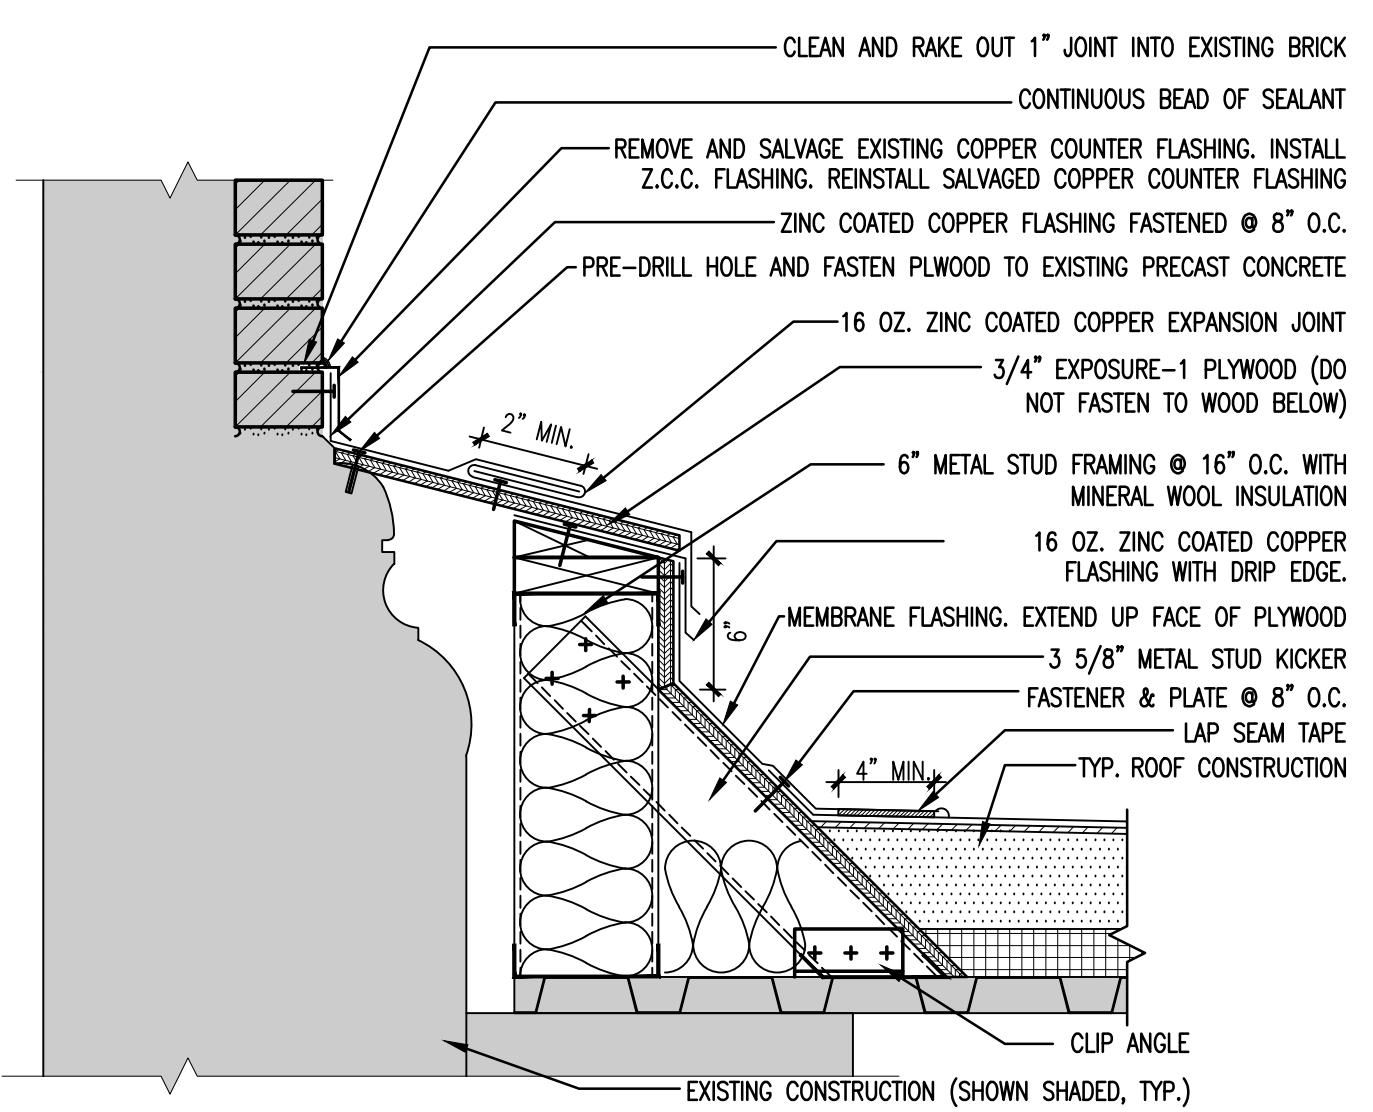 CLEAN AND RAKE OUT 1" JOINT INTO EXISTING BRICK
CONTINUOUS BEAD OF SEALANT
REMOVE AND SALVAGE EXISTING COPPER COUNTER FLASHING. INSTALL
Z.C.C. FLASHING. REINSTALL SALVAGED COPPER COUNTER FLASHING
ZINC COATED COPPER FLASHING FASTENED @ 8" O.C.
PRE-DRILL HOLE AND FASTEN PLWOOD TO EXISTING PRECAST CONCRETE
16 OZ. ZINC COATED COPPER EXPANSION JOINT
3/4" EXPOSURE-1 PLYWOOD (DO
NOT FASTEN TO WOOD BELOW)
2" MIN.
6" METAL STUD FRAMING @ 16" O.C. WITH
MINERAL WOOL INSULATION
16 OZ. ZINC COATED COPPER
FLASHING WITH DRIP EDGE.
MEMBRANE FLASHING. EXTEND UP FACE OF PLYWOOD
6"
3 5/8" METAL STUD KICKER
FASTENER & PLATE @ 8" O.C.
LAP SEAM TAPE
4" MIN.
TYP. ROOF CONSTRUCTION
CLIP ANGLE
EXISTING CONSTRUCTION (SHOWN SHADED, TYP.)